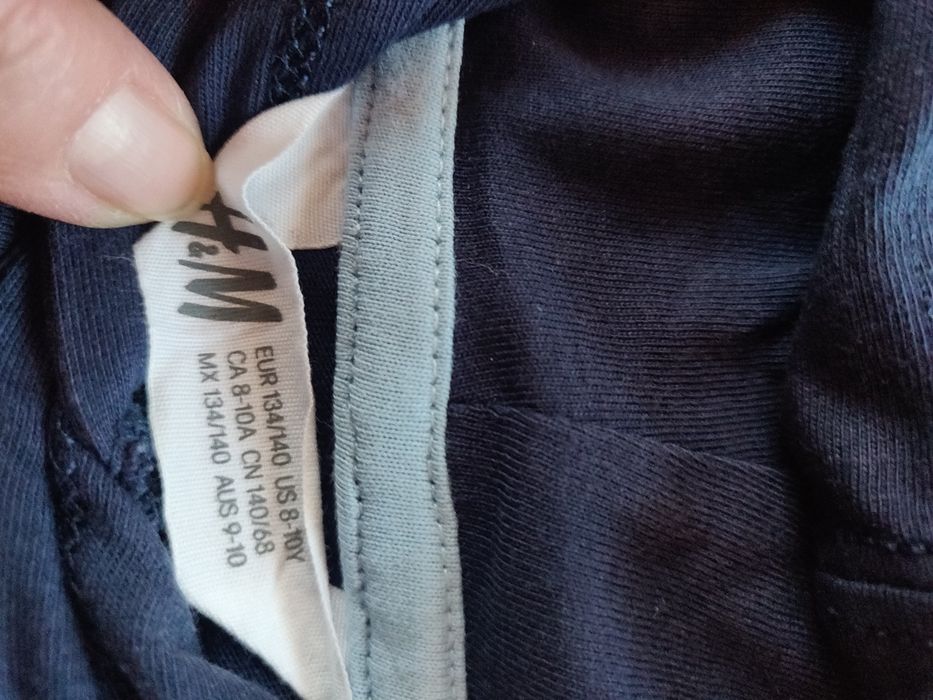 H&M
EUR 134/140 US 8-10Y
CA 8-10A CN 140/68
MX 134/140 AUS 9-10